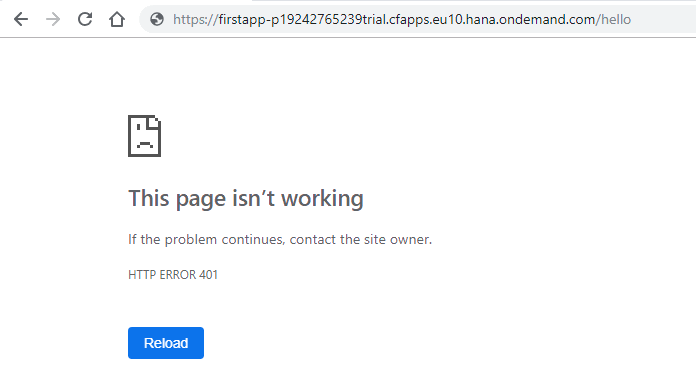 https://firstapp-p19242765239trial.cfapps.eu10.hana.ondemand.com/hello
This page isn’t working
If the problem continues, contact the site owner.
HTTP ERROR 401
Reload